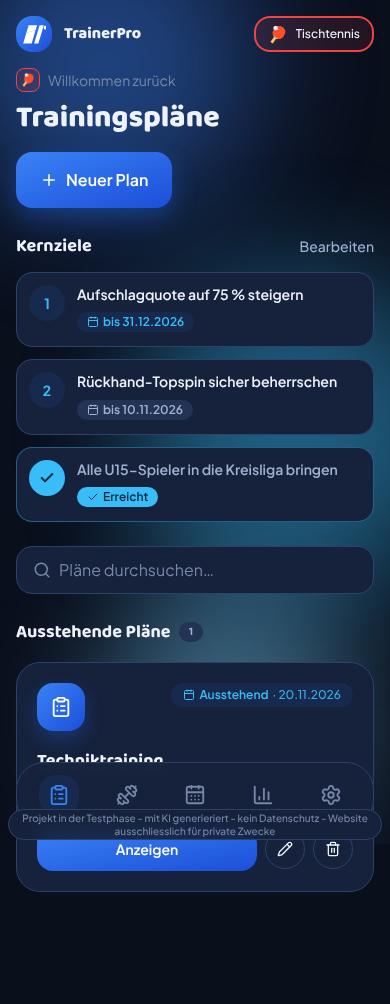 TrainerPro
Tischtennis
Willkommen zurück
Trainingspläne
Neuer Plan
Kernziele
Bearbeiten
1
Aufschlagquote auf 75 % steigern
bis 31.12.2026
2
Rückhand-Topspin sicher beherrschen
bis 10.11.2026
Alle U15-Spieler in die Kreisliga bringen
Erreicht
Pläne durchsuchen...
Ausstehende Pläne
1
Ausstehend · 20.11.2026
Techniktraining
Projekt in der Testphase - mit KI generieriert - kein Datenschutz - Website
ausschliesslich für private Zwecke
Anzeigen